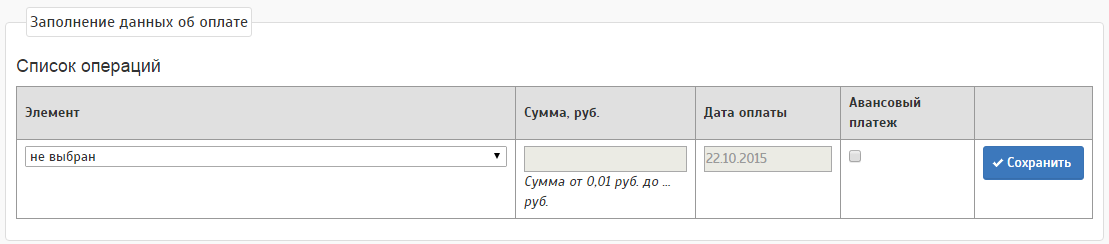 Заполнение данных об оплате
Список операций
Элемент
Сумма, руб.
Дата оплаты
Авансовый
платеж
не выбран
22.10.2015
Сохранить
Сумма от 0,01 руб. до ...
руб.